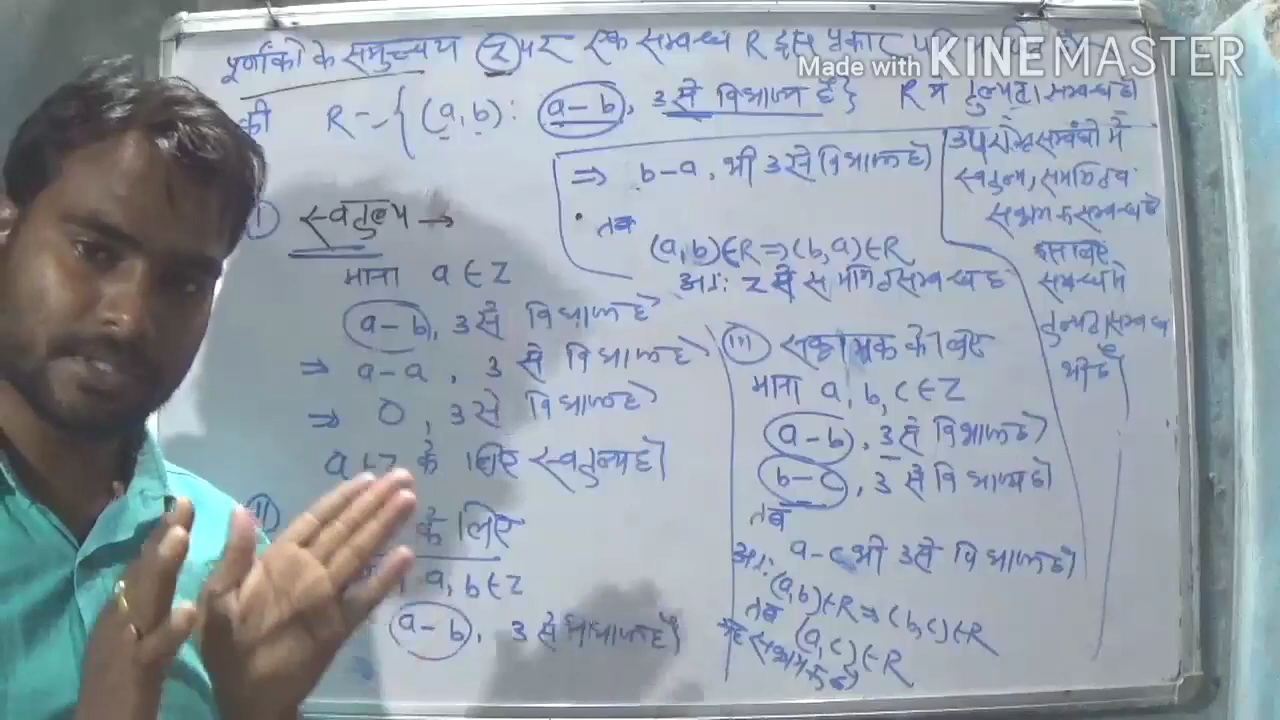 Made with KINEMASTER
पूर्णांको के समुच्चय Z पर एक सम्बन्ध R इस प्रकार
की R = { (a, b) : a-b, 3 से विभाज्य है } R में तुल्यता सम्बन्ध है
(I) स्वतुल्य →
माना a ∈ Z
a-b, 3 से विभाज्य है
⇒ a-a, 3 से विभाज्य है
⇒ 0, 3 से विभाज्य है
a ∈ Z के लिए स्वतुल्य है
(II) के लिए
a, b ∈ Z
a-b, 3 से विभाज्य है
⇒ b-a, भी 3 से विभाज्य है
तब
(a, b) ∈ R ⇒ (b, a) ∈ R
अतः Z में सममित सम्बन्ध है
(III) संक्रामक के लिए
माना a, b, c ∈ Z
a-b, 3 से विभाज्य है
b-c, 3 से विभाज्य है
तब
अतः a-c भी 3 से विभाज्य है
(a, b) ∈ R ⇒ (b, c) ∈ R
तब (a, c) ∈ R
यह संक्रामक है
उपरोक्त सम्बंधो में
स्वतुल्य, सममित व
संक्रामक सम्बन्ध है
इसलिए
सम्बन्ध में
तुल्यता सम्बन्ध
भी है